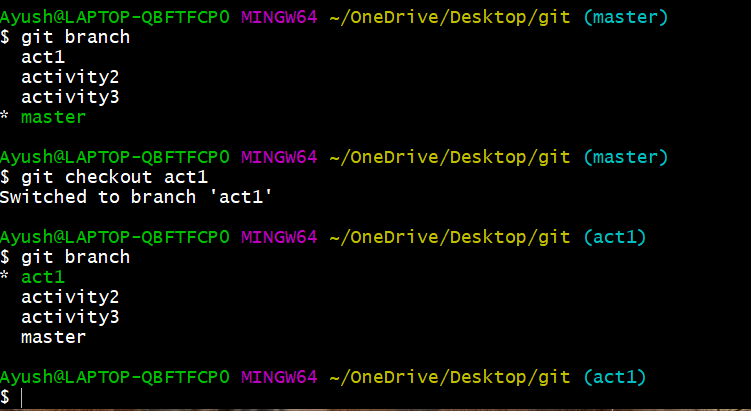 Ayush@LAPTOP-QBFTFCP0 MINGW64 ~/OneDrive/Desktop/git (master)
$ git branch
  act1
  activity2
  activity3
* master

Ayush@LAPTOP-QBFTFCP0 MINGW64 ~/OneDrive/Desktop/git (master)
$ git checkout act1
Switched to branch 'act1'

Ayush@LAPTOP-QBFTFCP0 MINGW64 ~/OneDrive/Desktop/git (act1)
$ git branch
* act1
  activity2
  activity3
  master

Ayush@LAPTOP-QBFTFCP0 MINGW64 ~/OneDrive/Desktop/git (act1)
$